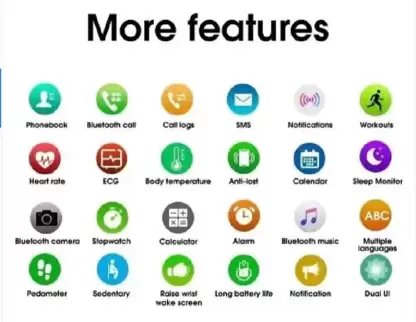 More features
Phonebook Bluetooth call Call logs SMS Notifications Workouts
Heart rate ECG Body temperature Anti-lost Calendar Sleep Monitor
ABC
Bluetooth camera Stopwatch Calculator Alarm Bluetooth music Multiple
languages
Pedometer Sedentary Raise wrist Long battery life Notification Dual UI
wake screen